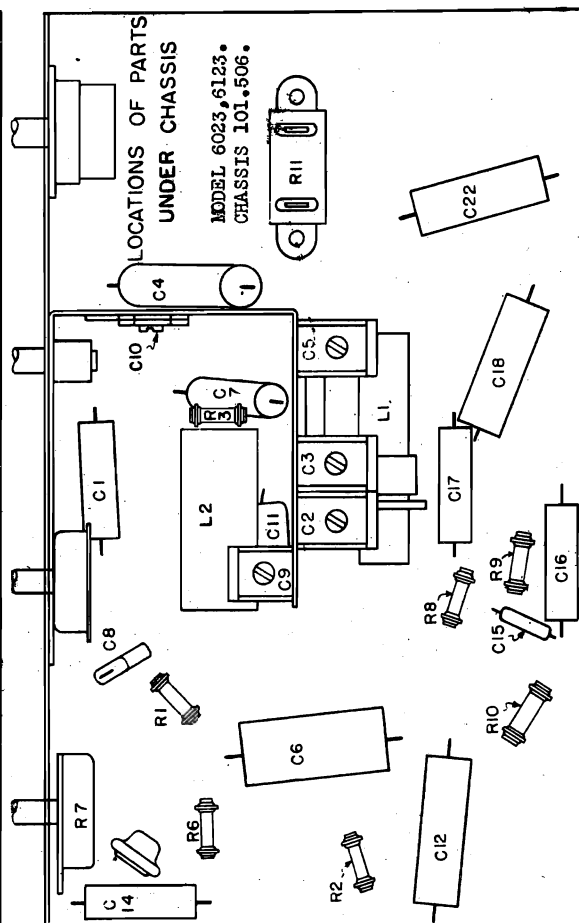 LOCATIONS OF PARTS
UNDER CHASSIS
MODEL 6023,6123.
CHASSIS 101.506.
R11
C22
C4
C10
C5
C7
R3
L1
C18
C1
L2
C3
C17
C11
C2
C9
C16
R9
R8
C15
C8
R1
R10
C6
R7
R6
R2
C12
C14